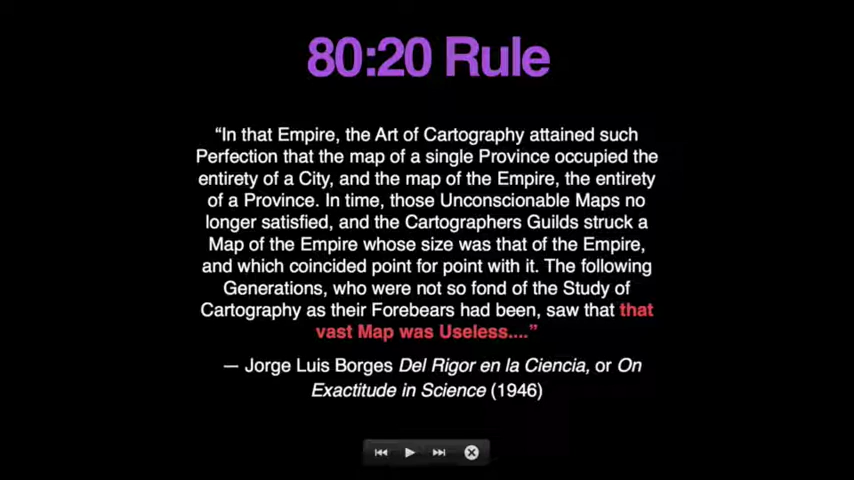 80:20 Rule
“In that Empire, the Art of Cartography attained such
Perfection that the map of a single Province occupied the
entirety of a City, and the map of the Empire, the entirety
of a Province. In time, those Unconscionable Maps no
longer satisfied, and the Cartographers Guilds struck a
Map of the Empire whose size was that of the Empire,
and which coincided point for point with it. The following
Generations, who were not so fond of the Study of
Cartography as their Forebears had been, saw that that
vast Map was Useless....”
— Jorge Luis Borges Del Rigor en la Ciencia, or On
Exactitude in Science (1946)